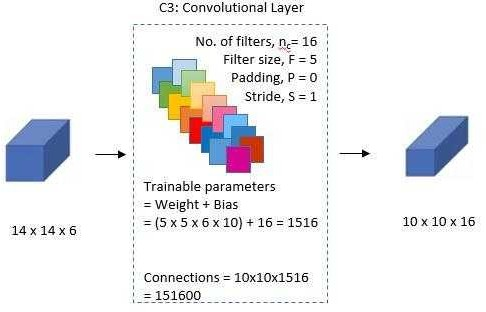 C3: Convolutional Layer
No. of filters, nc= 16
Filter size, F = 5
Padding, P = 0
Stride, S = 1
Trainable parameters
= Weight + Bias
= (5 x 5 x 6 x 10) + 16 = 1516
14 x 14 x 6
10 x 10 x 16
Connections = 10x10x1516
= 151600